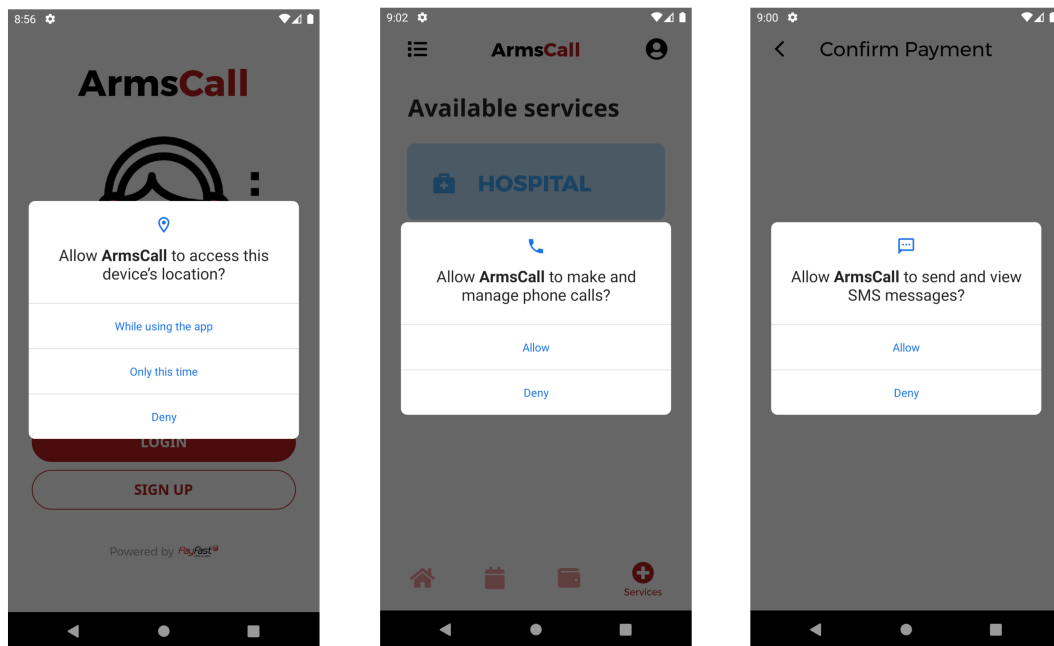 8:56
ArmsCall
Allow ArmsCall to access this
device's location?
While using the app
Only this time
Deny
LOGIN
SIGN UP
Powered by PayFast
9:02
ArmsCall
Available services
HOSPITAL
Allow ArmsCall to make and
manage phone calls?
Allow
Deny
Services
9:00
Confirm Payment
Allow ArmsCall to send and view
SMS messages?
Allow
Deny